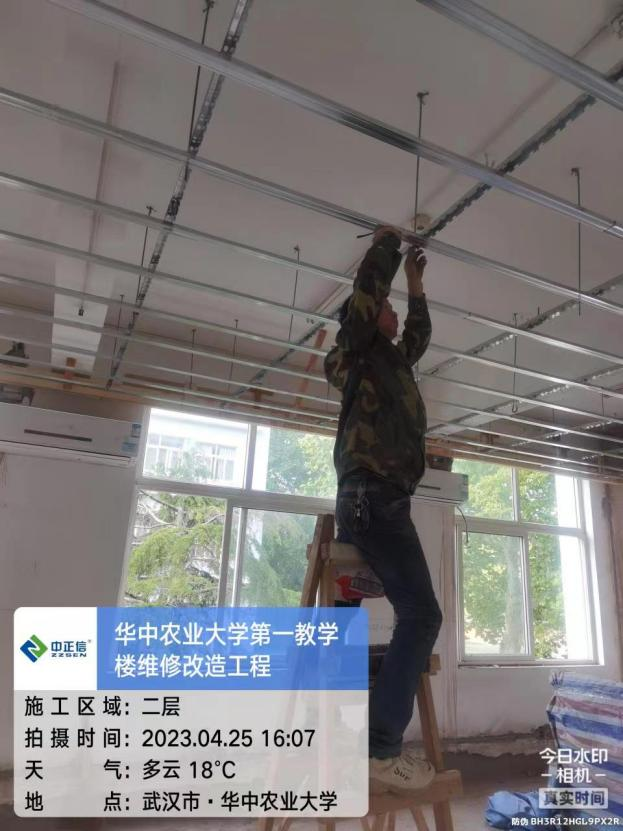 中正信®
ZZSEN
华中农业大学第一教学
楼维修改造工程
施工区域：二层
拍摄时间：2023.04.25 16:07
天气：多云 18°C
地点：武汉市·华中农业大学
今日水印
相机
真实时间
防伪 BH3R12HGL9PX2R